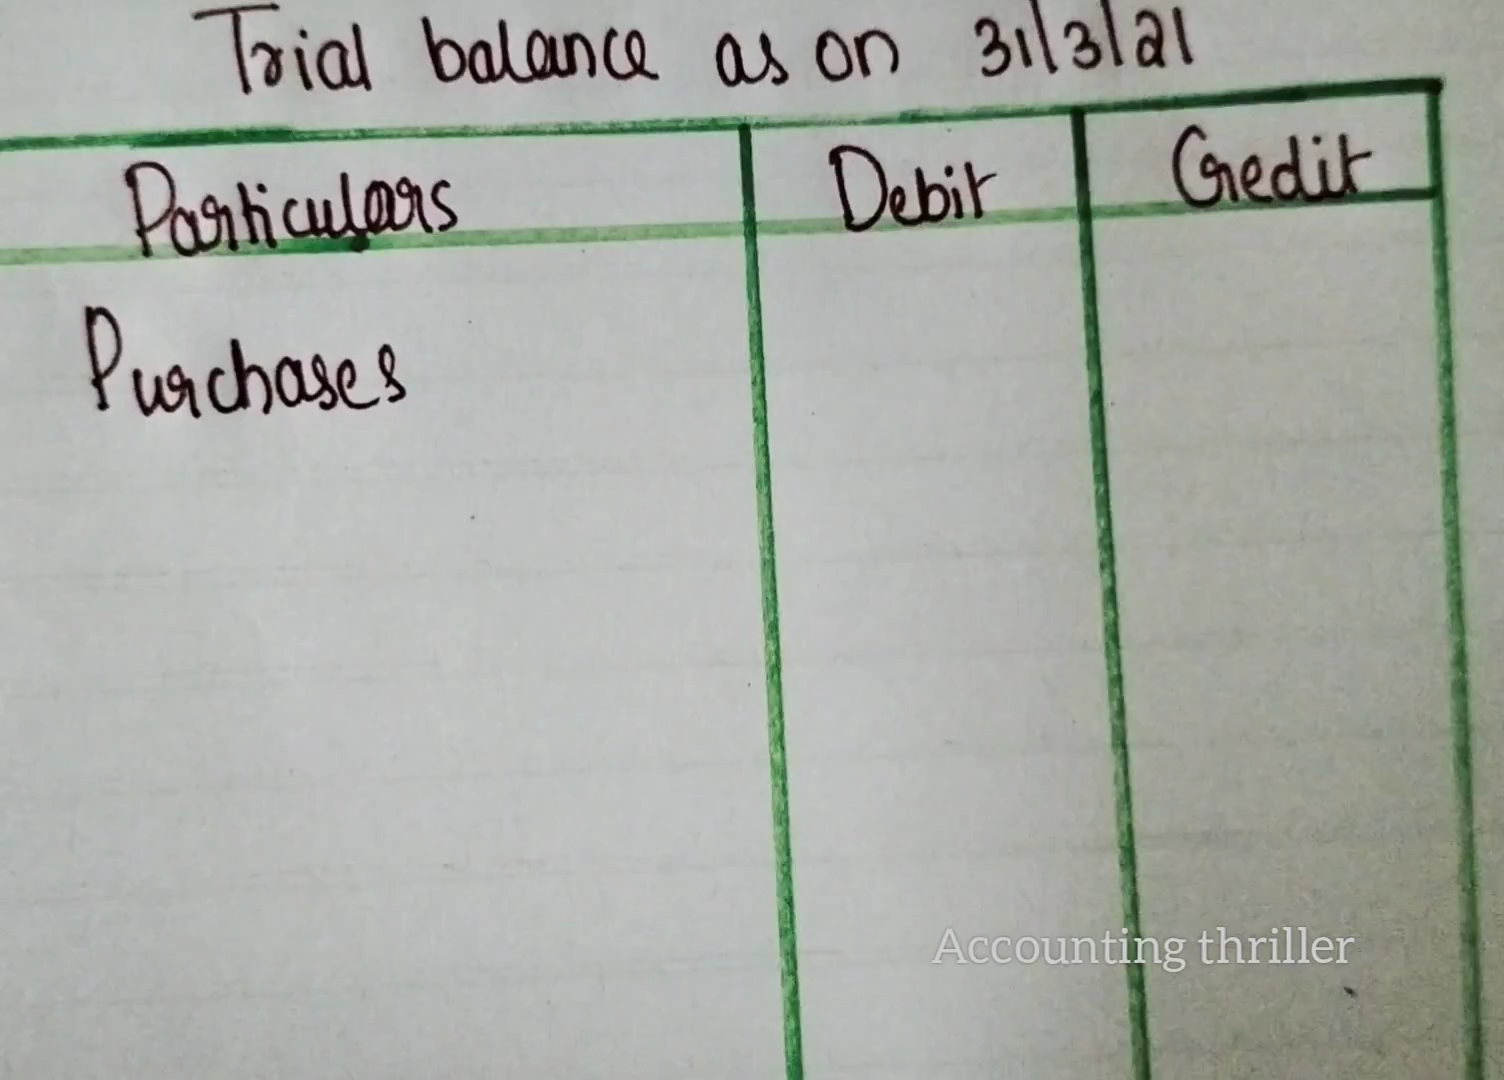 Trial balance as on 31/3/21
Particulars Debit Credit
Purchases
Accounting thriller